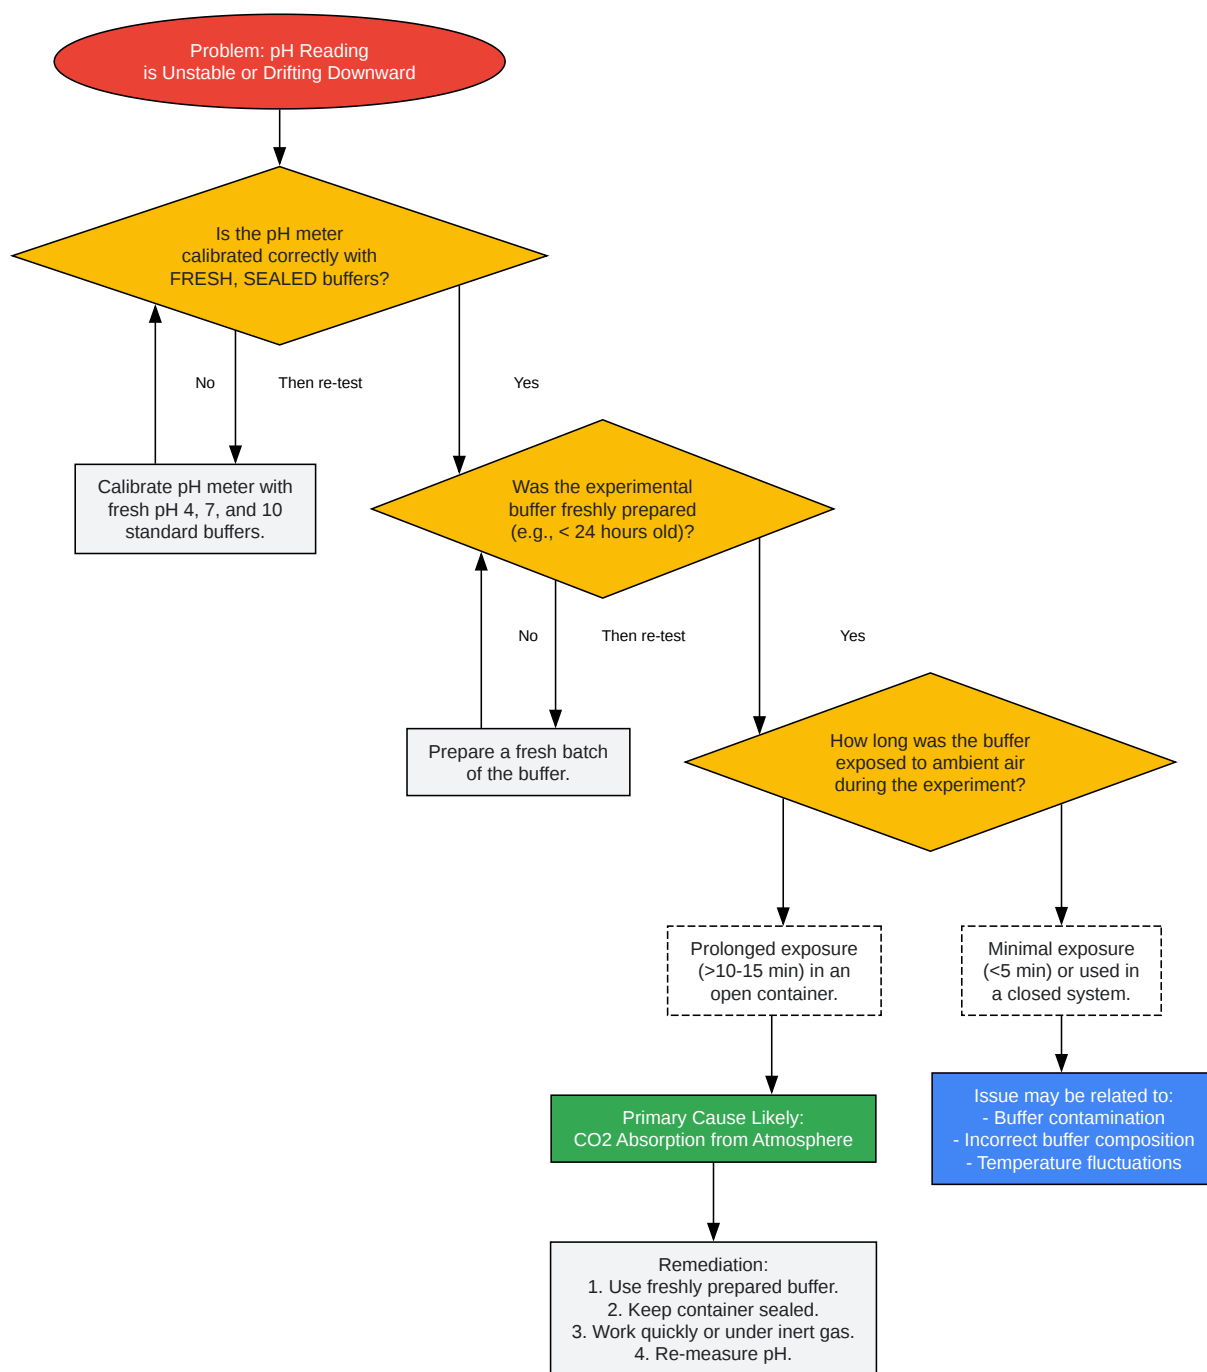 Problem: pH Reading
is Unstable or Drifting Downward
Is the pH meter
calibrated correctly with
FRESH, SEALED buffers?
No
Then re-test
Yes
Calibrate pH meter with
fresh pH 4, 7, and 10
standard buffers.
Was the experimental
buffer freshly prepared
(e.g., < 24 hours old)?
No
Then re-test
Yes
Prepare a fresh batch
of the buffer.
How long was the buffer
exposed to ambient air
during the experiment?
Prolonged exposure
(>10-15 min) in an
open container.
Minimal exposure
(<5 min) or used in
a closed system.
Primary Cause Likely:
CO2 Absorption from Atmosphere
Issue may be related to:
- Buffer contamination
- Incorrect buffer composition
- Temperature fluctuations
Remediation:
1. Use freshly prepared buffer.
2. Keep container sealed.
3. Work quickly or under inert gas.
4. Re-measure pH.